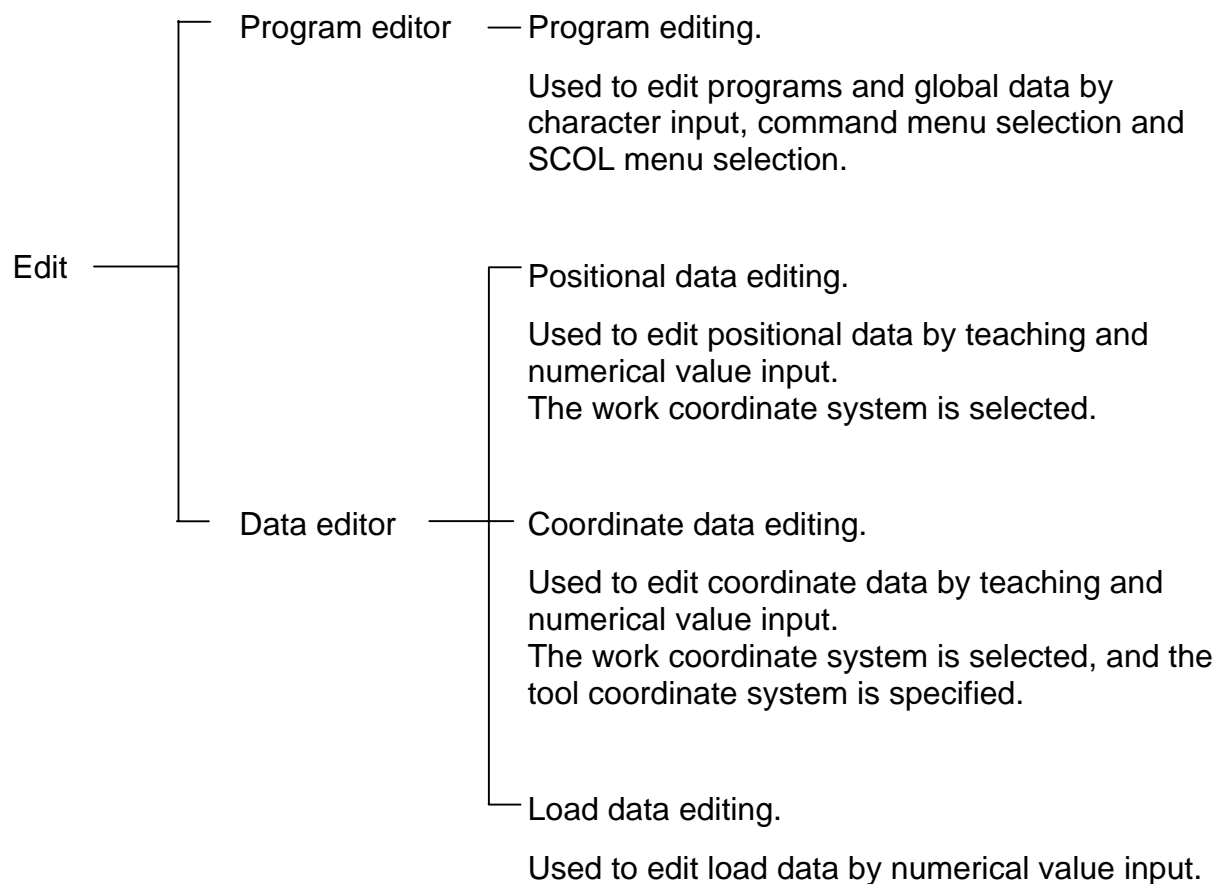 Program editor
Program editing.
Used to edit programs and global data by
character input, command menu selection and
SCOL menu selection.
Edit
Positional data editing.
Used to edit positional data by teaching and
numerical value input.
The work coordinate system is selected.
Data editor
Coordinate data editing.
Used to edit coordinate data by teaching and
numerical value input.
The work coordinate system is selected, and the
tool coordinate system is specified.
Load data editing.
Used to edit load data by numerical value input.